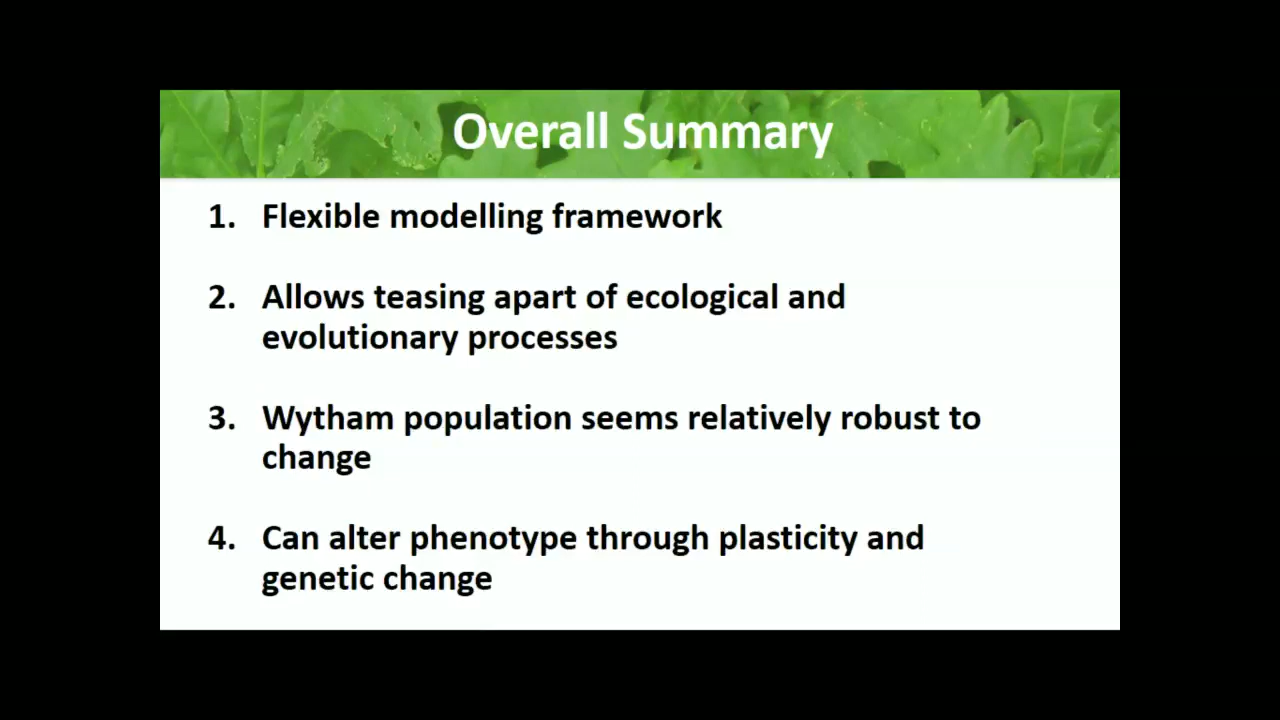 Overall Summary
1. Flexible modelling framework
2. Allows teasing apart of ecological and
evolutionary processes
3. Wytham population seems relatively robust to
change
4. Can alter phenotype through plasticity and
genetic change